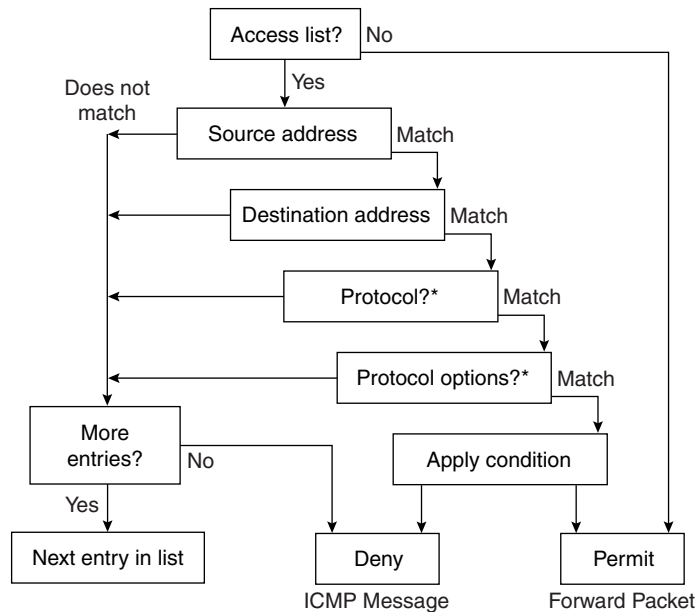 Access list?
No
Yes
Does not
match
Source address
Match
Destination address
Match
Protocol?*
Match
Protocol options?*
Match
More
entries?
No
Apply condition
Yes
Next entry in list
Deny
Permit
ICMP Message
Forward Packet